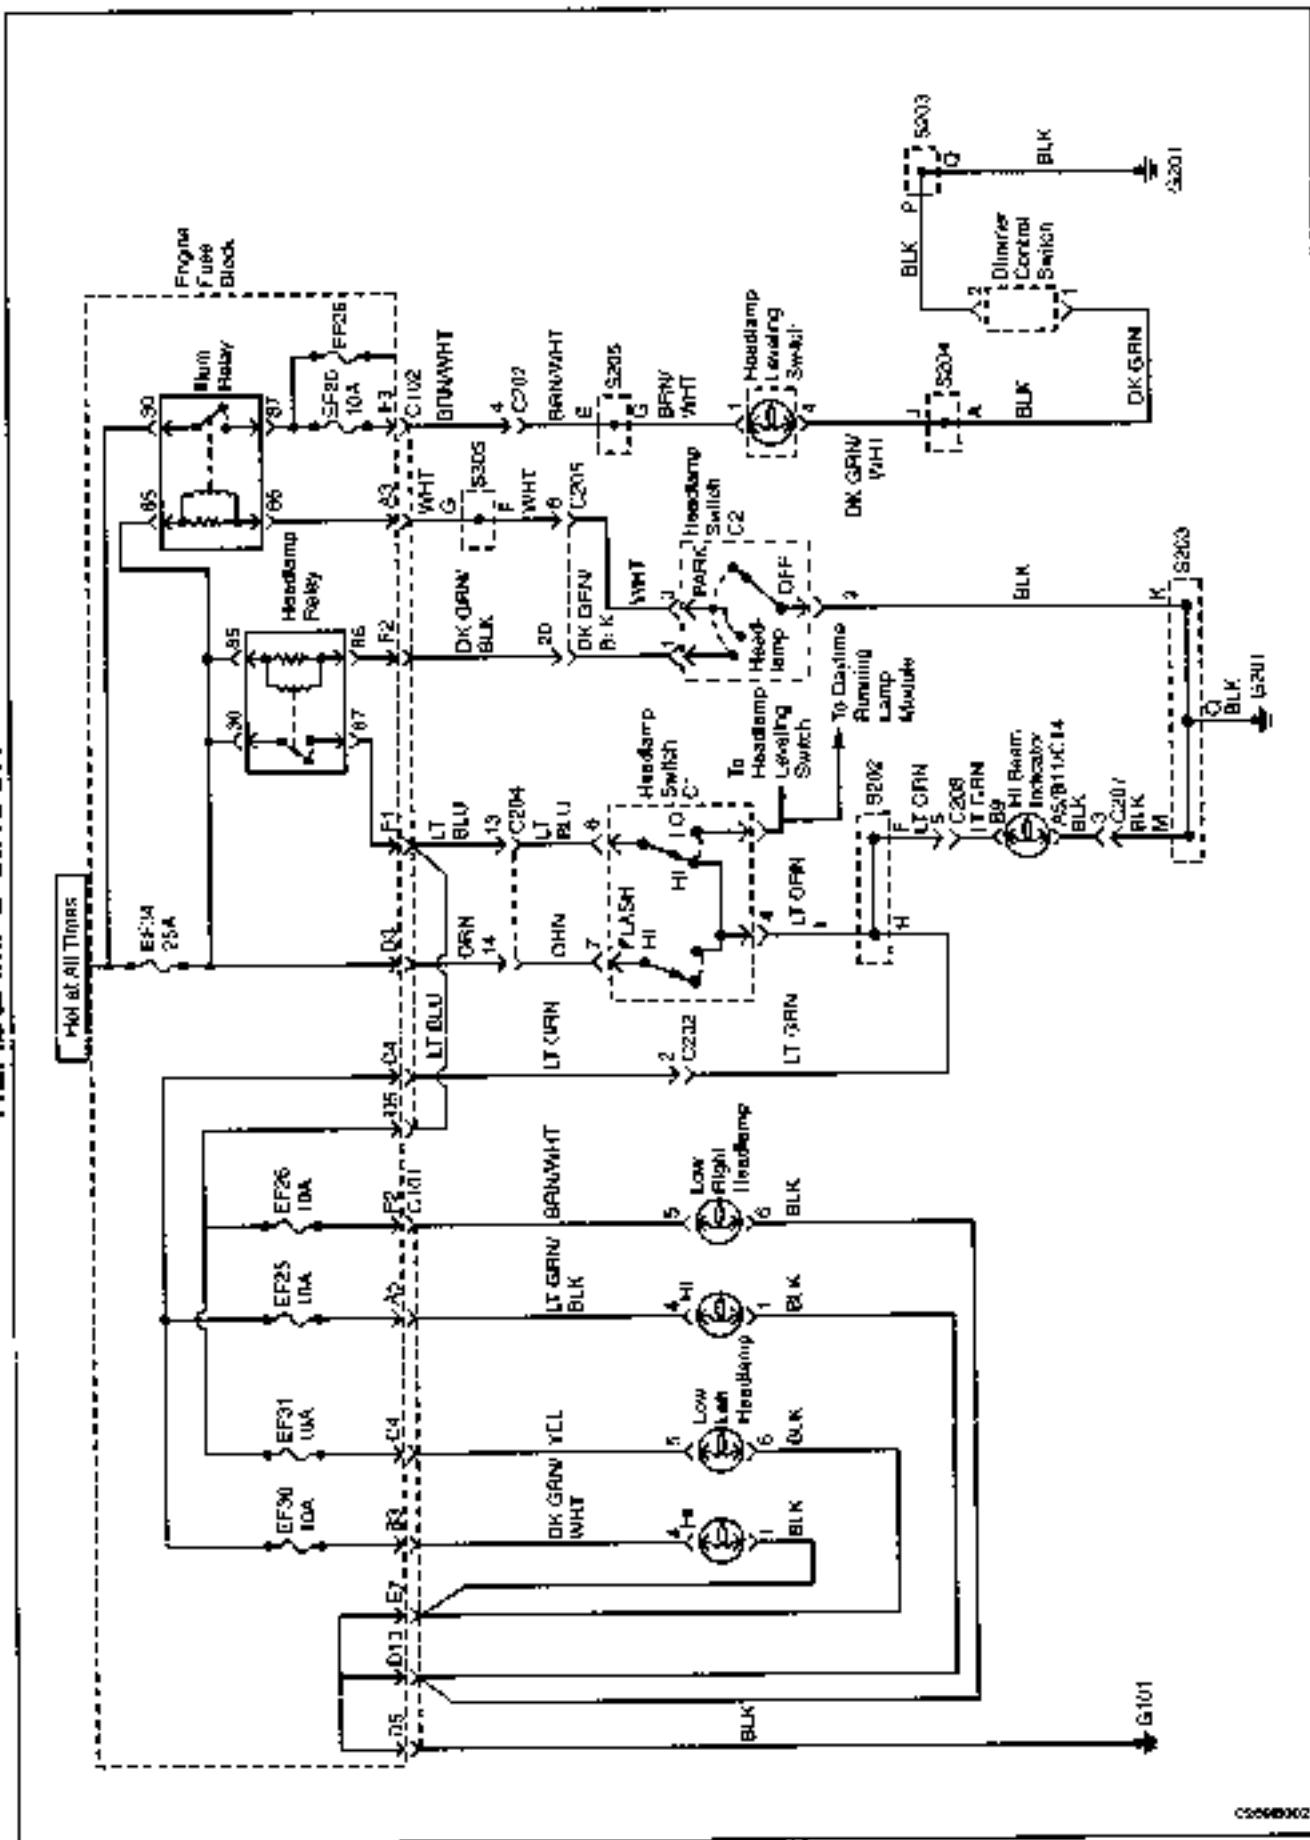 Hot at All Times
EF34
25A
Engine
Fuse
Block
Illum
Relay
30
87
85
86
EF20
10A
Headlamp
Relay
85
86
30
87
EF30
10A
EF31
10A
EF25
10A
EF26
10A
D5
D13
E7
B3
C4
A5
F2
C101
D5
C4
D3
F1
F2
A3
F3
C102
LT BLU
BRN/WHT
4
C202
BRN/WHT
E
S205
G
BRN/
WHT
1
Headlamp
Leveling
Switch
4
DK GRN/
WHT
J
S204
A
BLK
DK GRN
1
Dimmer
Control
Switch
2
BLK
P
S203
Q
BLK
G201
WHT
G
S305
F
WHT
8
C205
WHT
DK GRN/
BLK
20
DK GRN/
BLK
Headlamp
Switch
C2
PARK
OFF
Head-
lamp
1
9
BLK
K
S203
Q
BLK
G201
LT
BLU
13
C204
LT
BLU
6
ORN
14
ORN
7
FLASH
HI
HI
LO
Headlamp
Switch
C1
To
Headlamp
Leveling
Switch
To Daytime
Running
Lamp
Module
4
LT GRN
H
S202
F
LT GRN
5
C208
LT GRN
B9
HI Beam
Indicator
BLK
3
C207
BLK
M
LT GRN
2
C202
LT GRN
BRN/WHT
5
Low
Right
Headlamp
6
BLK
LT GRN/
BLK
4
HI
1
BLK
YEL
5
Low
Left
Headlamp
6
BLK
DK GRN/
WHT
4
HI
1
BLK
BLK
G101